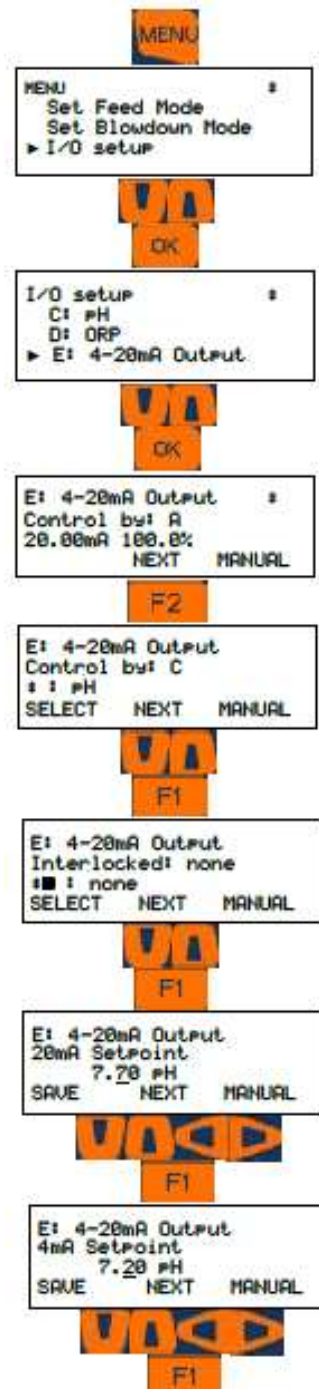 MENU
MENU
Set Feed Mode
Set Blowdown Mode
► I/O setup
OK
I/O setup
C: pH
D: ORP
► E: 4-20mA Output
OK
E: 4-20mA Output
Control by: A
20.00mA 100.0%
NEXT MANUAL
F2
E: 4-20mA Output
Control by: C
: pH
SELECT NEXT MANUAL
F1
E: 4-20mA Output
Interlocked: none
: none
SELECT NEXT MANUAL
F1
E: 4-20mA Output
20mA Setpoint
7.70 pH
SAVE NEXT MANUAL
F1
E: 4-20mA Output
4mA Setpoint
7.20 pH
SAVE NEXT MANUAL
F1